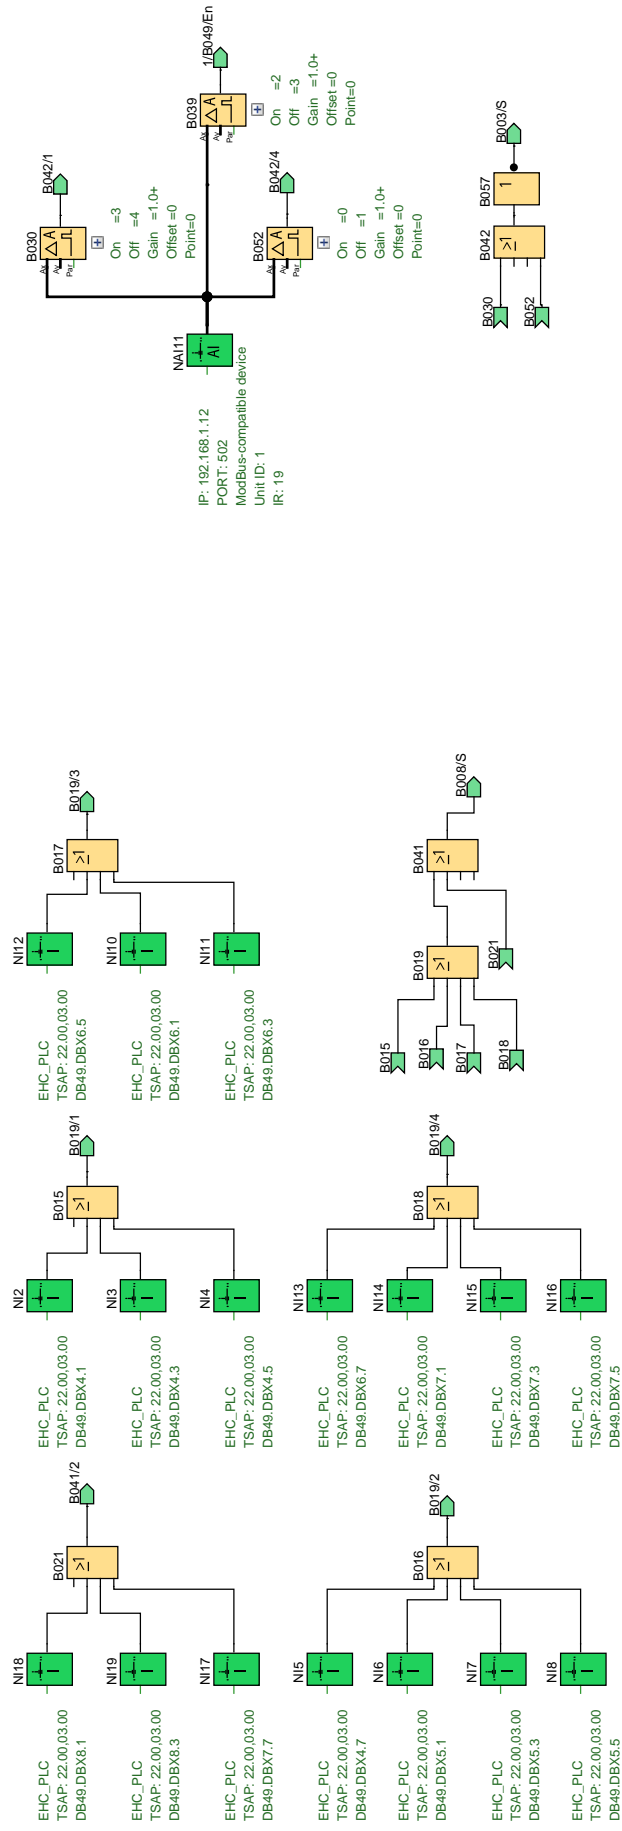 EHC_PLC
TSAP: 22.00,03.00
DB49.DBX8.1
NI18
I
EHC_PLC
TSAP: 22.00,03.00
DB49.DBX8.3
NI19
I
EHC_PLC
TSAP: 22.00,03.00
DB49.DBX7.7
NI17
I
B021
≥1
B041/2
EHC_PLC
TSAP: 22.00,03.00
DB49.DBX4.1
NI2
I
EHC_PLC
TSAP: 22.00,03.00
DB49.DBX4.3
NI3
I
EHC_PLC
TSAP: 22.00,03.00
DB49.DBX4.5
NI4
I
B015
≥1
B019/1
EHC_PLC
TSAP: 22.00,03.00
DB49.DBX6.5
NI12
I
EHC_PLC
TSAP: 22.00,03.00
DB49.DBX6.1
NI10
I
EHC_PLC
TSAP: 22.00,03.00
DB49.DBX6.3
NI11
I
B017
≥1
B019/3
EHC_PLC
TSAP: 22.00,03.00
DB49.DBX4.7
NI5
I
EHC_PLC
TSAP: 22.00,03.00
DB49.DBX5.1
NI6
I
EHC_PLC
TSAP: 22.00,03.00
DB49.DBX5.3
NI7
I
EHC_PLC
TSAP: 22.00,03.00
DB49.DBX5.5
NI8
I
B016
≥1
B019/2
EHC_PLC
TSAP: 22.00,03.00
DB49.DBX6.7
NI13
I
EHC_PLC
TSAP: 22.00,03.00
DB49.DBX7.1
NI14
I
EHC_PLC
TSAP: 22.00,03.00
DB49.DBX7.3
NI15
I
EHC_PLC
TSAP: 22.00,03.00
DB49.DBX7.5
NI16
I
B018
≥1
B019/4
B015
B016
B017
B018
B019
≥1
B021
B041
≥1
B008/S
IP: 192.168.1.12
PORT: 502
ModBus-compatible device
Unit ID: 1
IR: 19
NAI11
AI
B030
Ax
Ay
Par
ΔA
+
On =3
Off =4
Gain =1.0+
Offset =0
Point=0
B042/1
B039
Ax
Ay
Par
ΔA
+
On =2
Off =3
Gain =1.0+
Offset =0
Point=0
1/B049/En
B052
Ax
Ay
Par
ΔA
+
On =0
Off =1
Gain =1.0+
Offset =0
Point=0
B042/4
B030
B052
B042
≥1
B057
1
B003/S